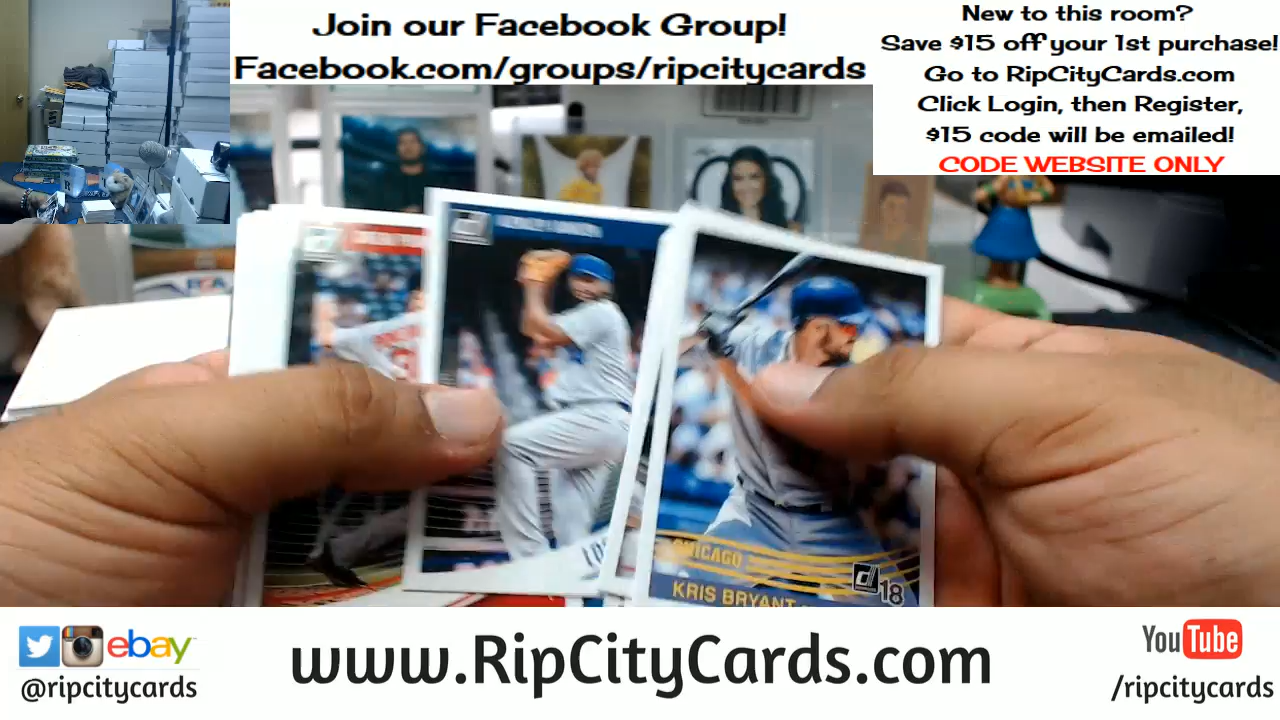 Join our Facebook Group!
Facebook.com/groups/ripcitycards
New to this room?
Save $15 off your 1st purchase!
Go to RipCityCards.com
Click Login, then Register,
$15 code will be emailed!
CODE WEBSITE ONLY
CHICAGO
18
KRIS BRYANT
ebay
@ripcitycards
www.RipCityCards.com
YouTube
/ripcitycards